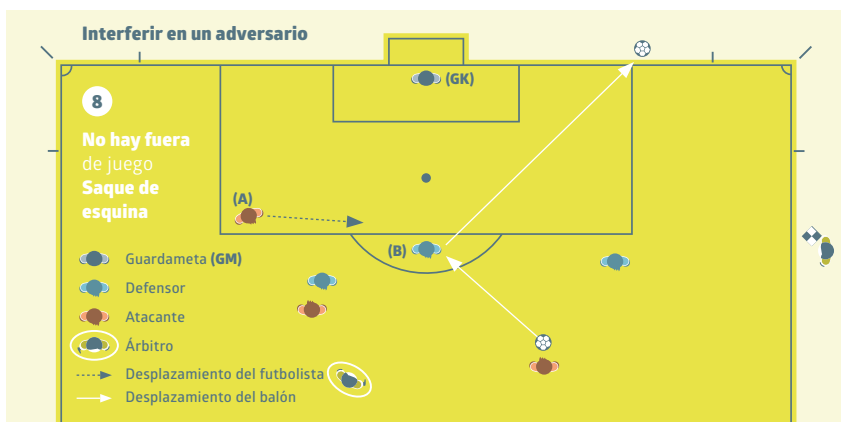 Interferir en un adversario
(GK)
8
No hay fuera
de juego
Saque de
esquina
(A)
(B)
Guardameta (GM)
Defensor
Atacante
Árbitro
Desplazamiento del futbolista
Desplazamiento del balón